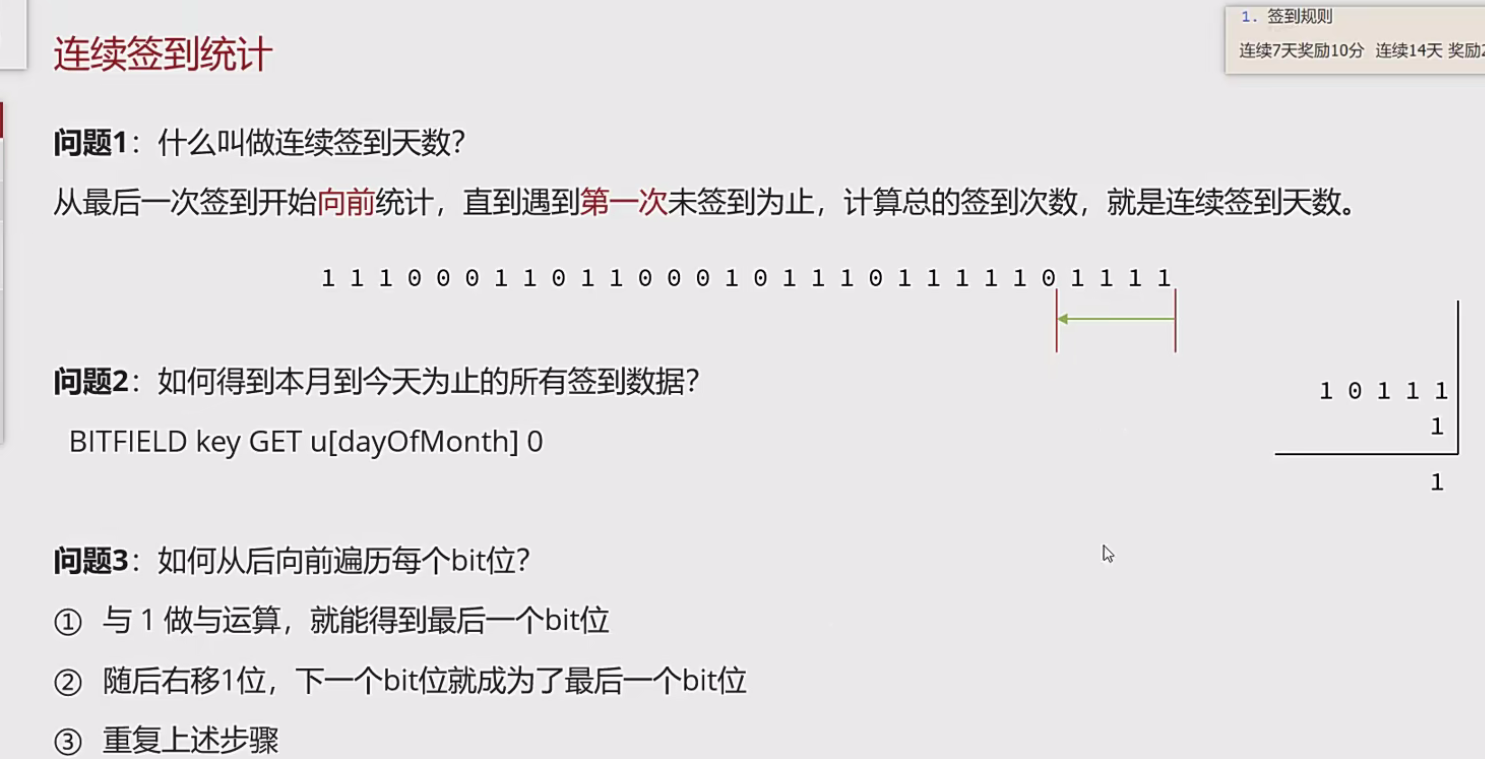 连续签到统计
1. 签到规则
连续7天奖励10分 连续14天 奖励
问题1：什么叫做连续签到天数？
从最后一次签到开始向前统计，直到遇到第一次未签到为止，计算总的签到次数，就是连续签到天数。
1 1 1 0 0 0 1 1 0 1 1 0 0 0 1 0 1 1 1 0 1 1 1 1 1 0 1 1 1 1
问题2：如何得到本月到今天为止的所有签到数据？
BITFIELD key GET u[dayOfMonth] 0
1 0 1 1 1
1
1
问题3：如何从后向前遍历每个bit位？
① 与 1 做与运算，就能得到最后一个bit位
② 随后右移1位，下一个bit位就成为了最后一个bit位
③ 重复上述步骤